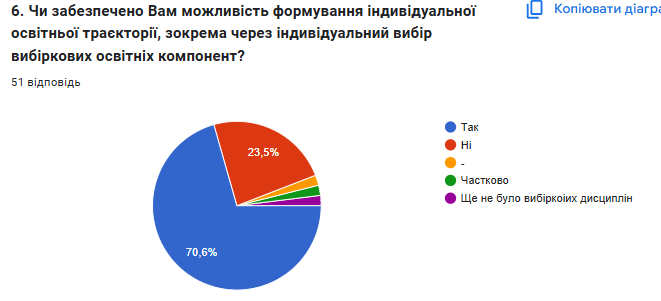 6. Чи забезпечено Вам можливість формування індивідуальної
освітньої траєкторії, зокрема через індивідуальний вибір
вибіркових освітніх компонент?
Копіювати діагра
51 відповідь
23,5%
70,6%
Так
Ні
-
Частково
Ще не було вибіркоіих дисциплін